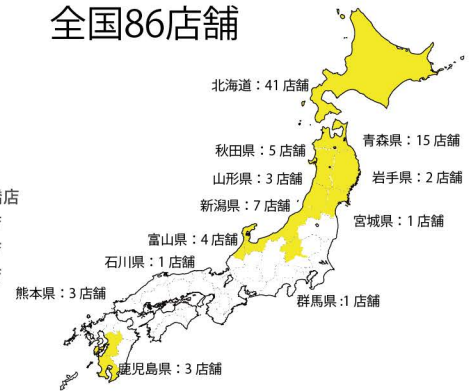 全国86店舗
北海道：41 店舗
青森県：15 店舗
秋田県：5 店舗
岩手県：2 店舗
山形県：3 店舗
新潟県：7 店舗
宮城県：1 店舗
富山県：4 店舗
石川県：1 店舗
熊本県：3 店舗
群馬県 :1 店舗
鹿児島県：3 店舗